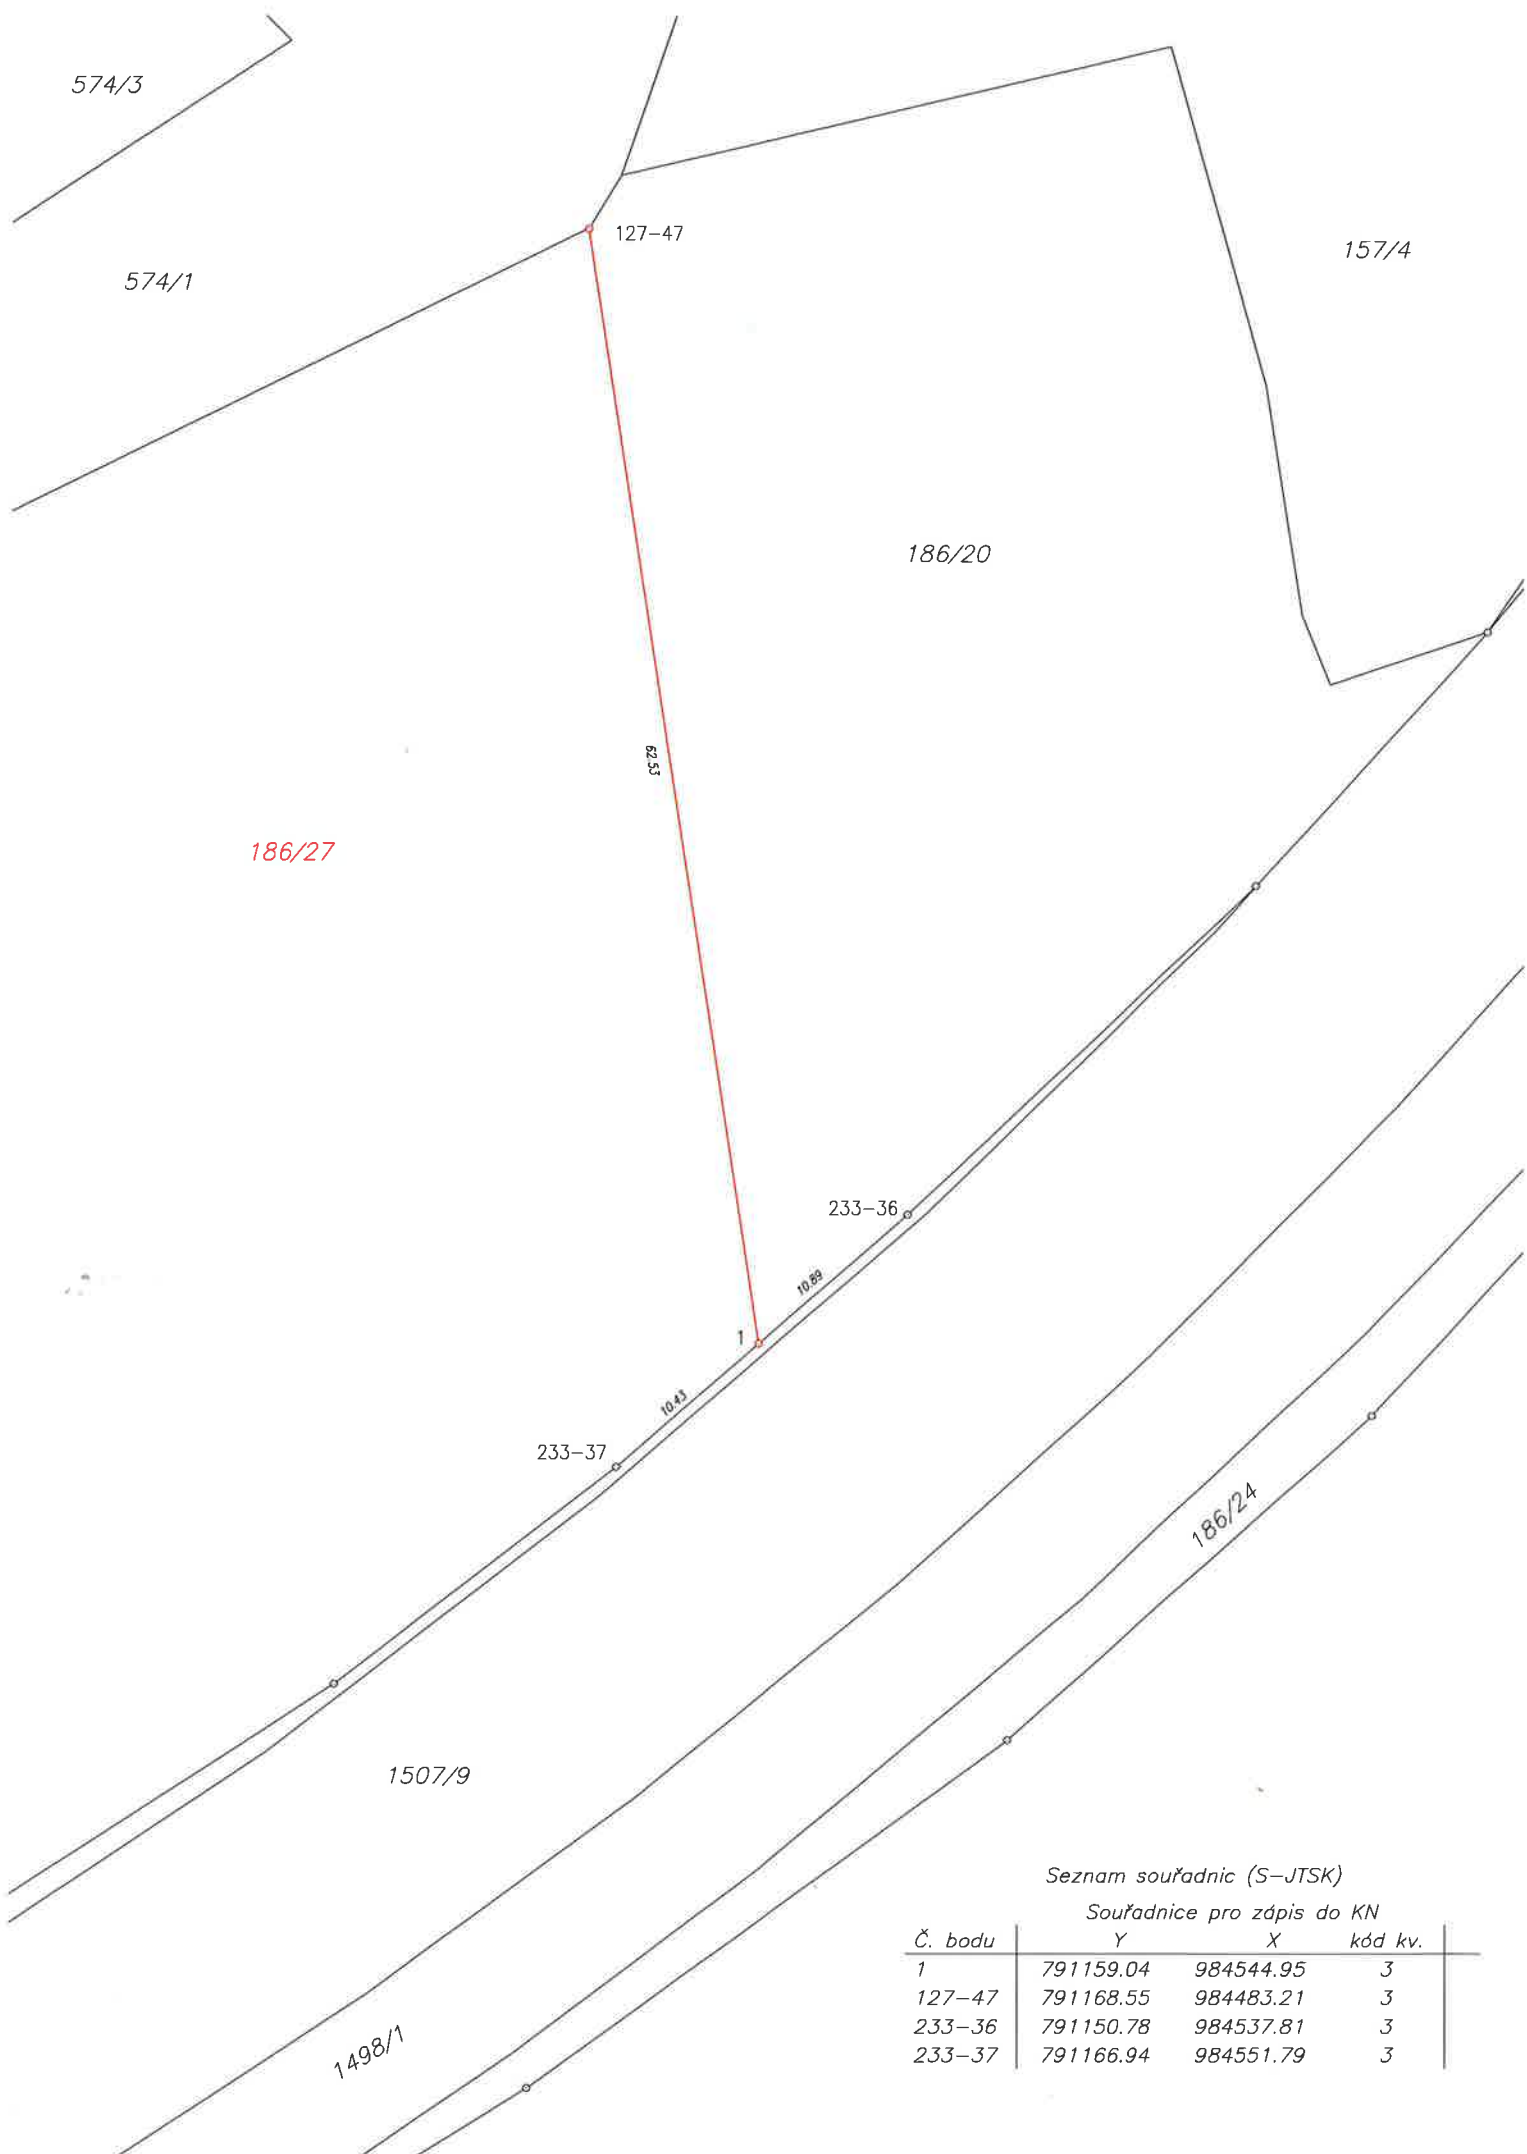 574/3
127-47
157/4
574/1
186/20
62.53
186/27
233-36
10.89
1
10.43
233-37
186/24
1507/9
Seznam souřadnic (S-JTSK)
Souřadnice pro zápis do KN
Č. bodu Y X kód kv.
1 791159.04 984544.95 3
127-47 791168.55 984483.21 3
233-36 791150.78 984537.81 3
233-37 791166.94 984551.79 3
1498/1